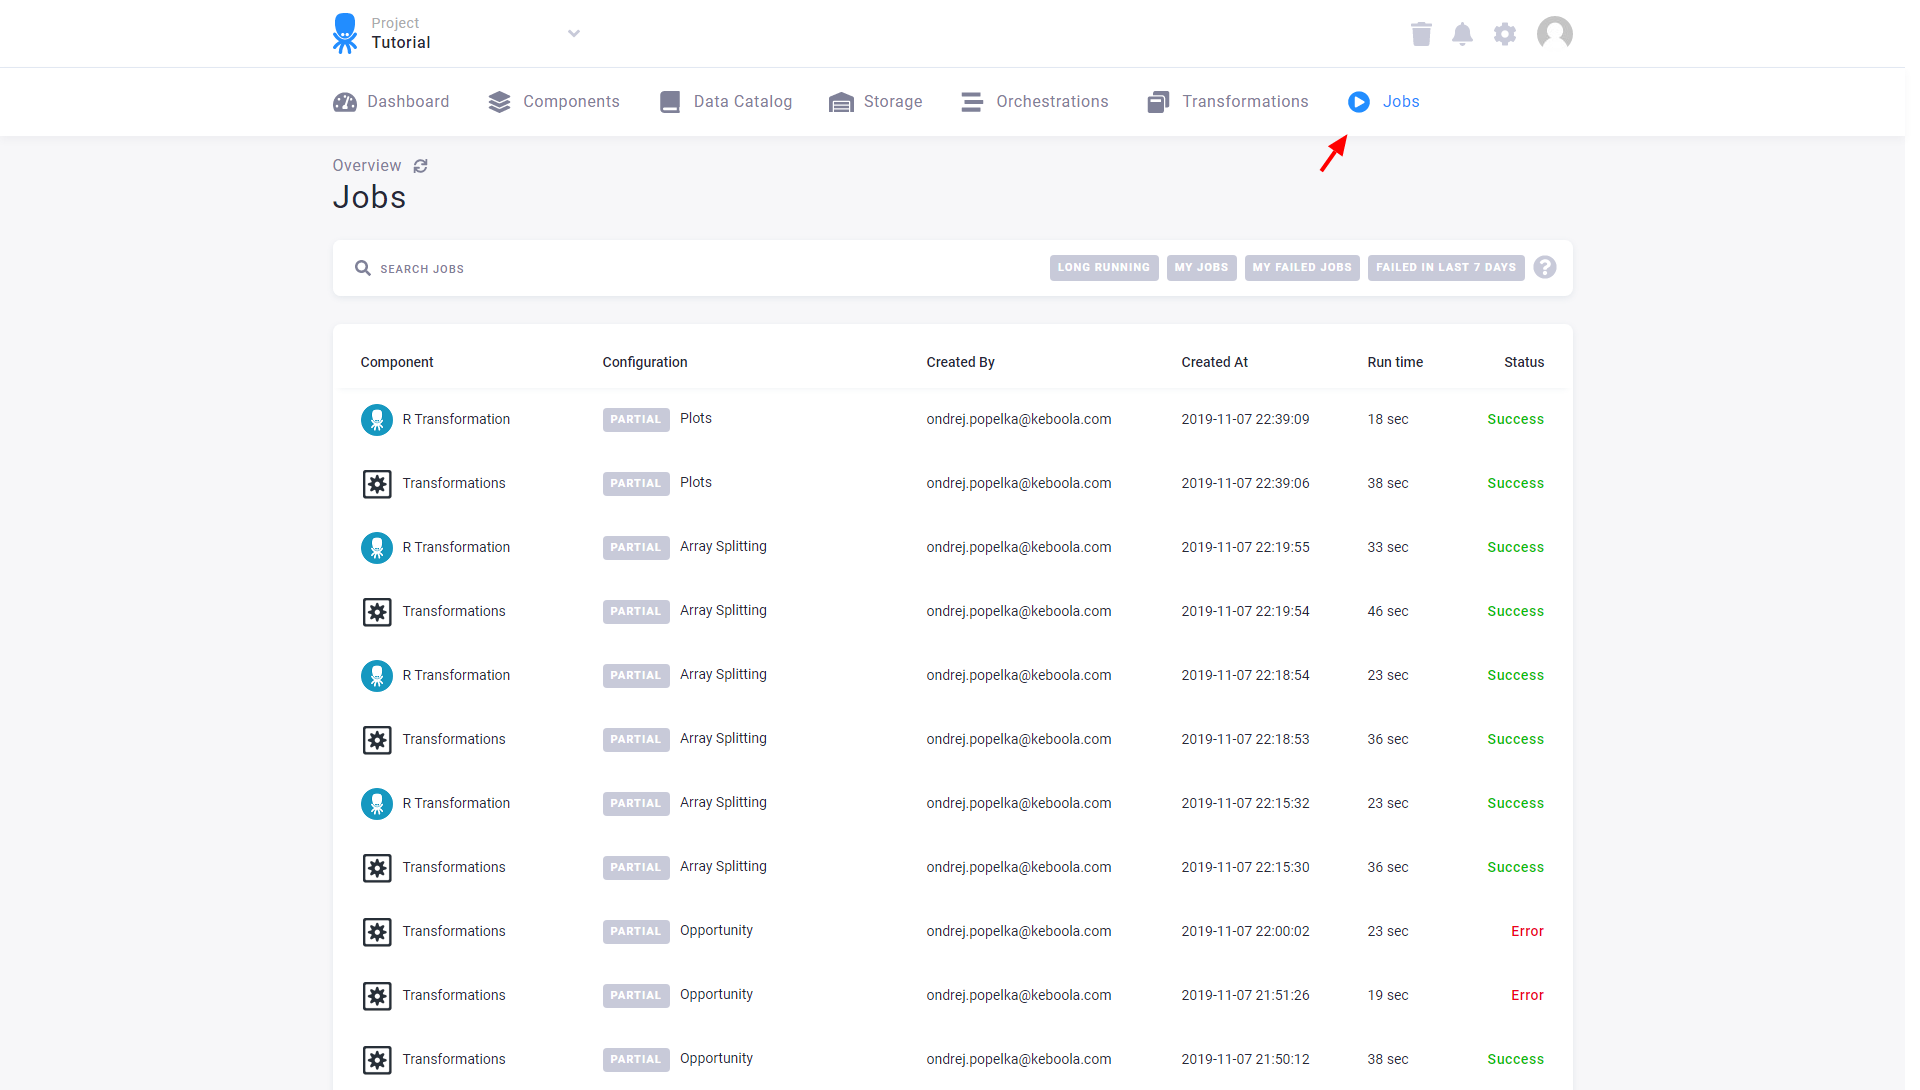 Project
Tutorial
Dashboard Components Data Catalog Storage Orchestrations Transformations Jobs
Overview
Jobs
SEARCH JOBS LONG RUNNING MY JOBS MY FAILED JOBS FAILED IN LAST 7 DAYS ?
Component Configuration Created By Created At Run time Status
R Transformation PARTIAL Plots ondrej.popelka@keboola.com 2019-11-07 22:39:09 18 sec Success
Transformations PARTIAL Plots ondrej.popelka@keboola.com 2019-11-07 22:39:06 38 sec Success
R Transformation PARTIAL Array Splitting ondrej.popelka@keboola.com 2019-11-07 22:19:55 33 sec Success
Transformations PARTIAL Array Splitting ondrej.popelka@keboola.com 2019-11-07 22:19:54 46 sec Success
R Transformation PARTIAL Array Splitting ondrej.popelka@keboola.com 2019-11-07 22:18:54 23 sec Success
Transformations PARTIAL Array Splitting ondrej.popelka@keboola.com 2019-11-07 22:18:53 36 sec Success
R Transformation PARTIAL Array Splitting ondrej.popelka@keboola.com 2019-11-07 22:15:32 23 sec Success
Transformations PARTIAL Array Splitting ondrej.popelka@keboola.com 2019-11-07 22:15:30 36 sec Success
Transformations PARTIAL Opportunity ondrej.popelka@keboola.com 2019-11-07 22:00:02 23 sec Error
Transformations PARTIAL Opportunity ondrej.popelka@keboola.com 2019-11-07 21:51:26 19 sec Error
Transformations PARTIAL Opportunity ondrej.popelka@keboola.com 2019-11-07 21:50:12 38 sec Success